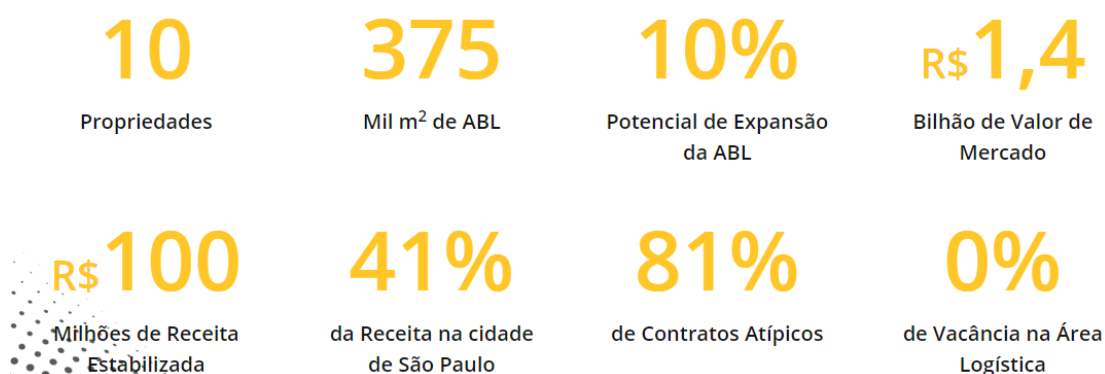 10
Propriedades
375
Mil m² de ABL
10%
Potencial de Expansão
da ABL
R$1,4
Bilhão de Valor de
Mercado
R$100
Milhões de Receita
Estabilizada
41%
da Receita na cidade
de São Paulo
81%
de Contratos Atípicos
0%
de Vacância na Área
Logística